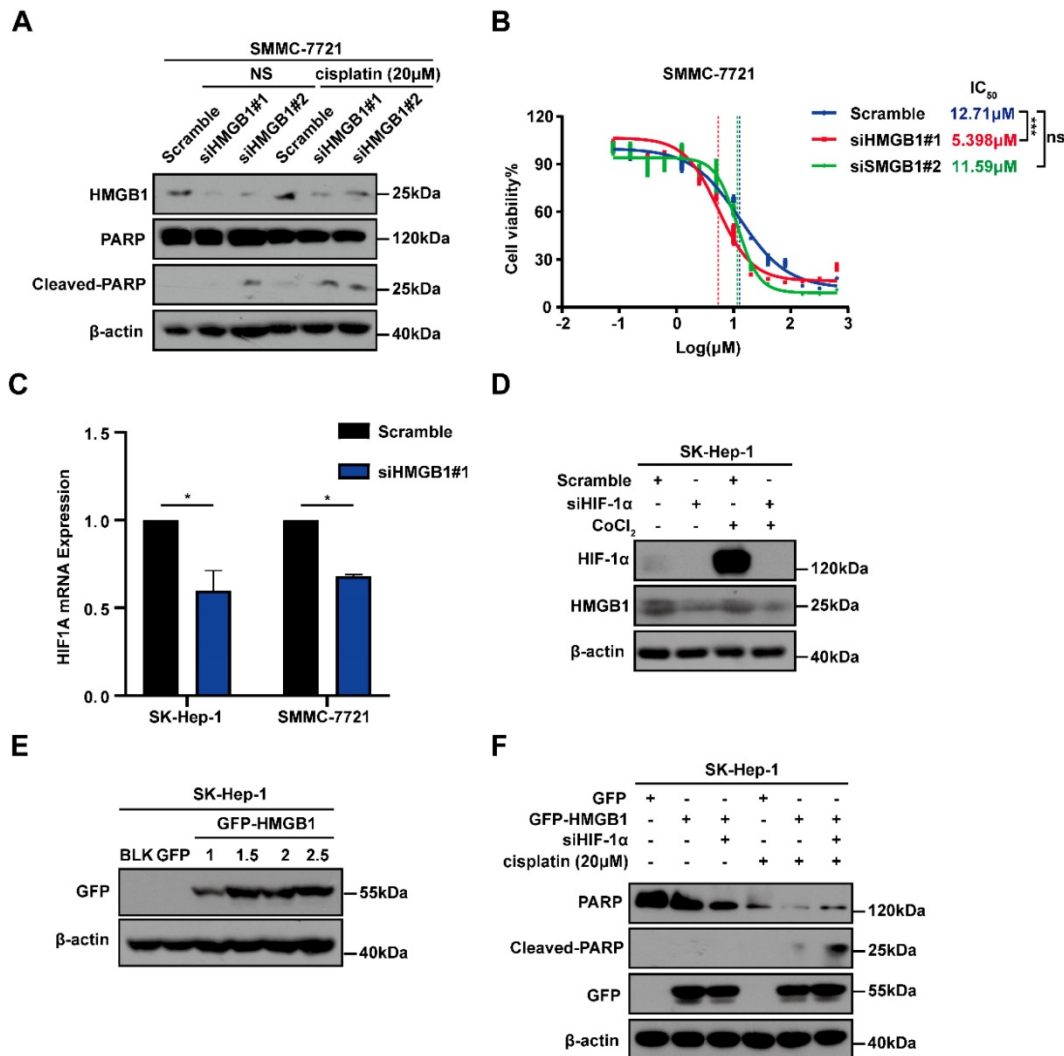 A
SMMC-7721
NS cisplatin (20μM)
Scramble siHMGB1#1 siHMGB1#2 Scramble siHMGB1#1 siHMGB1#2
HMGB1 25kDa
PARP 120kDa
Cleaved-PARP 25kDa
β-actin 40kDa
B
SMMC-7721
IC50
Scramble 12.71μM
siHMGB1#1 5.398μM
siSMGB1#2 11.59μM
*** ns
Cell viability%
120
90
60
30
0
-2 -1 0 1 2 3
Log(μM)
C
HIF1A mRNA Expression
1.5
1.0
0.5
0.0
Scramble
siHMGB1#1
* *
SK-Hep-1 SMMC-7721
D
SK-Hep-1
Scramble + - + -
siHIF-1α - + - +
CoCl2 - - + +
HIF-1α 120kDa
HMGB1 25kDa
β-actin 40kDa
E
SK-Hep-1
GFP-HMGB1
BLK GFP 1 1.5 2 2.5
GFP 55kDa
β-actin 40kDa
F
SK-Hep-1
GFP + - - + - -
GFP-HMGB1 - + + - + +
siHIF-1α - - + - - +
cisplatin (20μM) - - - + + +
PARP 120kDa
Cleaved-PARP 25kDa
GFP 55kDa
β-actin 40kDa